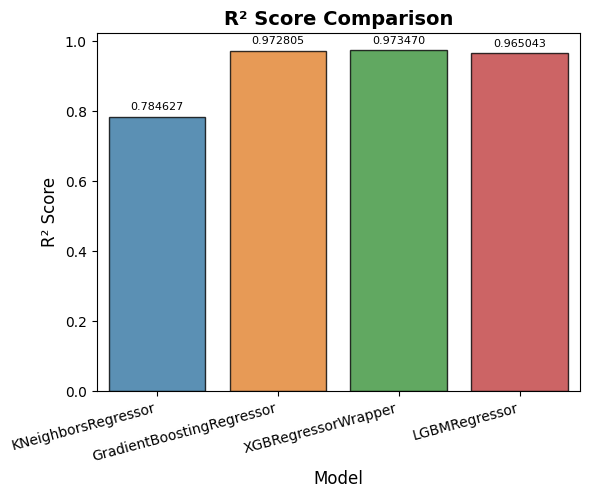 R² Score Comparison
0.784627
0.972805
0.973470
0.965043
1.0
0.8
0.6
0.4
0.2
0.0
R² Score
KNeighborsRegressor
GradientBoostingRegressor
XGBRegressorWrapper
LGBMRegressor
Model